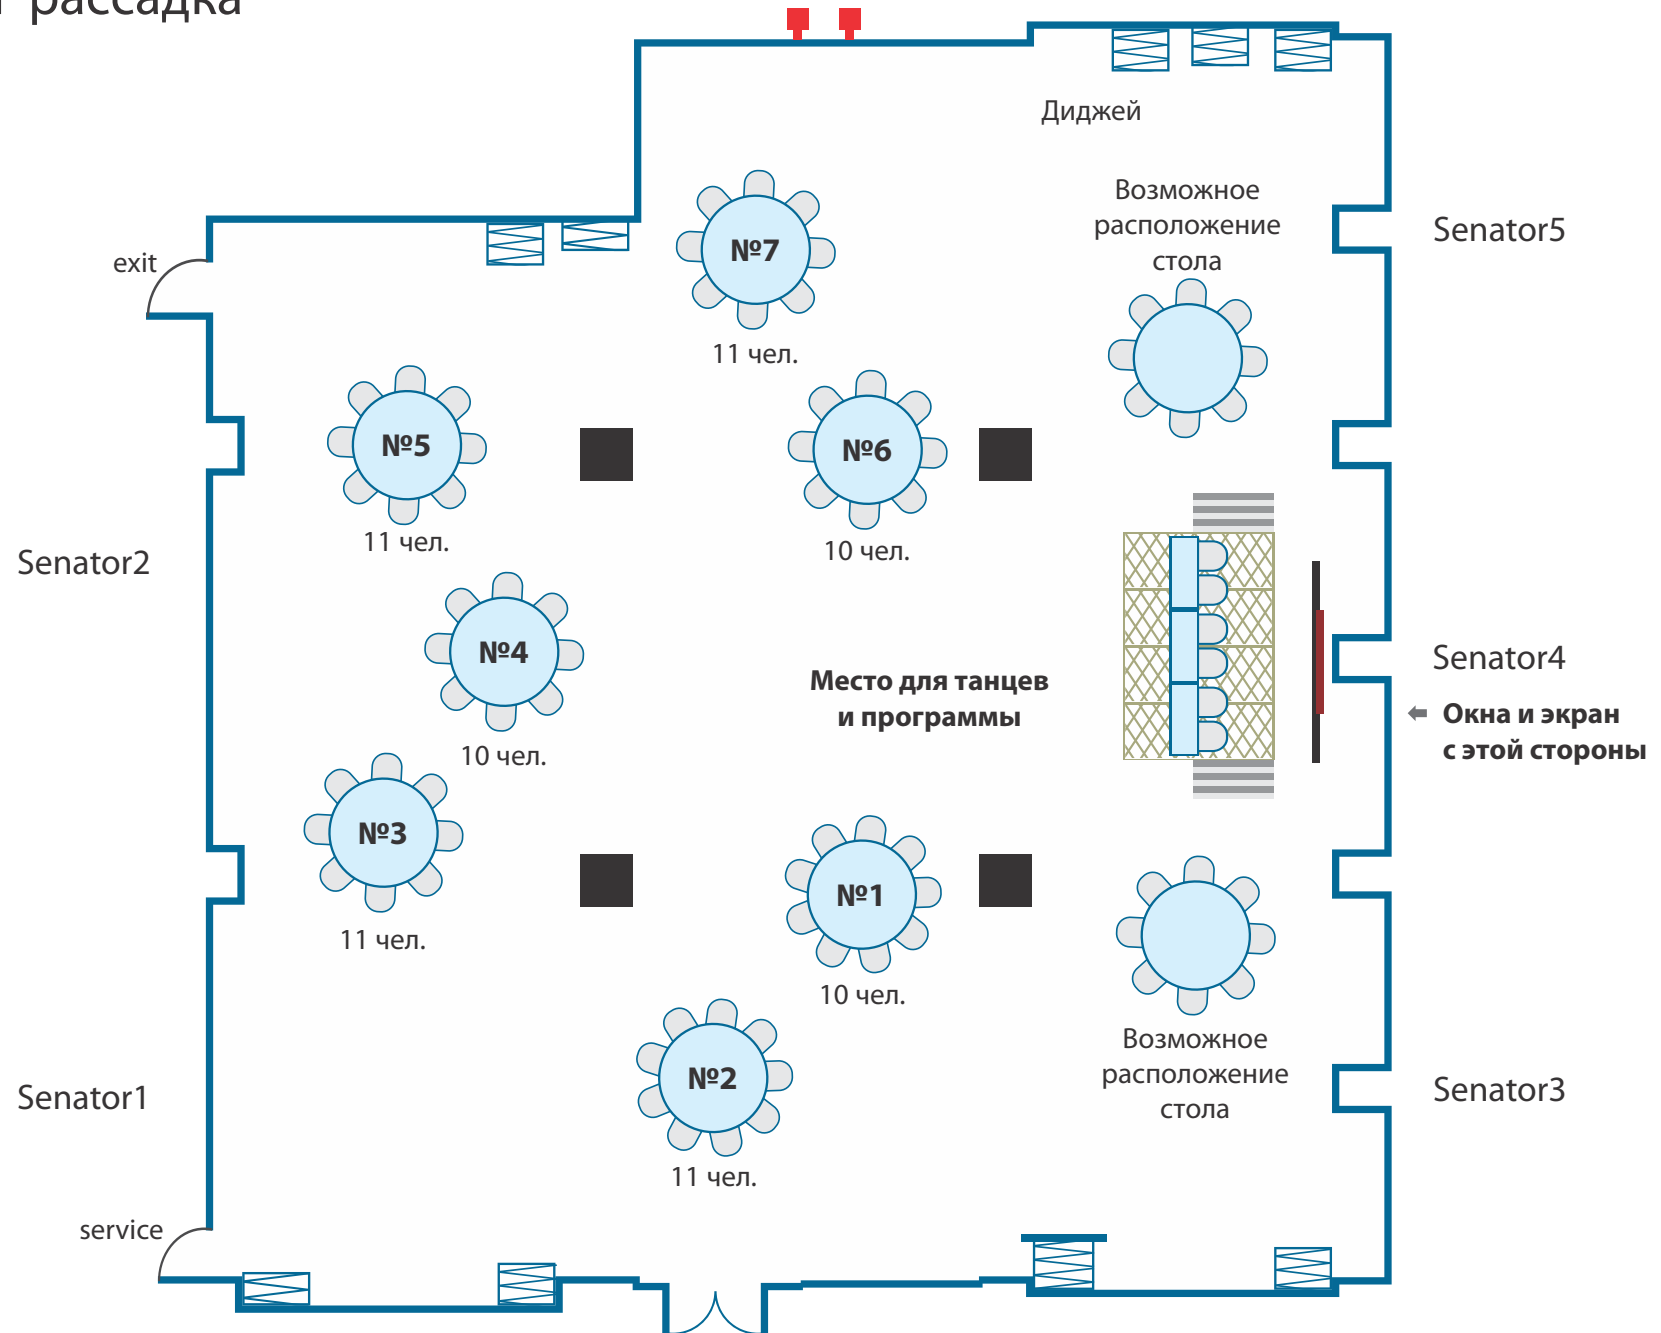 рассадка
Диджей
Возможное
расположение
стола
Senator5
exit
№7
11 чел.
№5
11 чел.
№6
10 чел.
Senator2
№4
10 чел.
Место для танцев
и программы
Senator4
Окна и экран
с этой стороны
№3
11 чел.
№1
10 чел.
Возможное
расположение
стола
№2
11 чел.
Senator1
Senator3
service